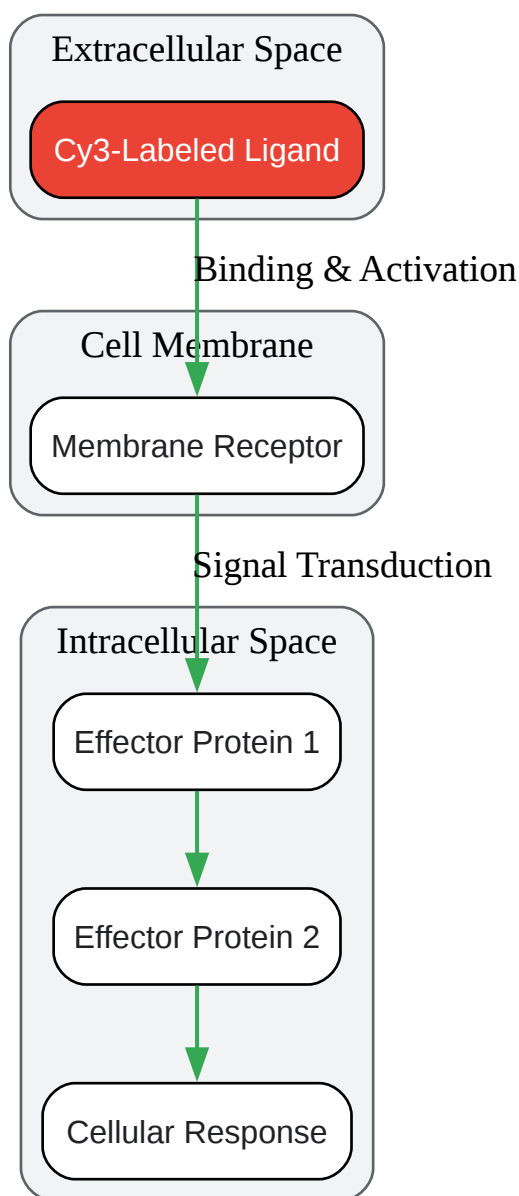 Extracellular Space
Cy3-Labeled Ligand
Binding & Activation
Cell Membrane
Membrane Receptor
Signal Transduction
Intracellular Space
Effector Protein 1
Effector Protein 2
Cellular Response